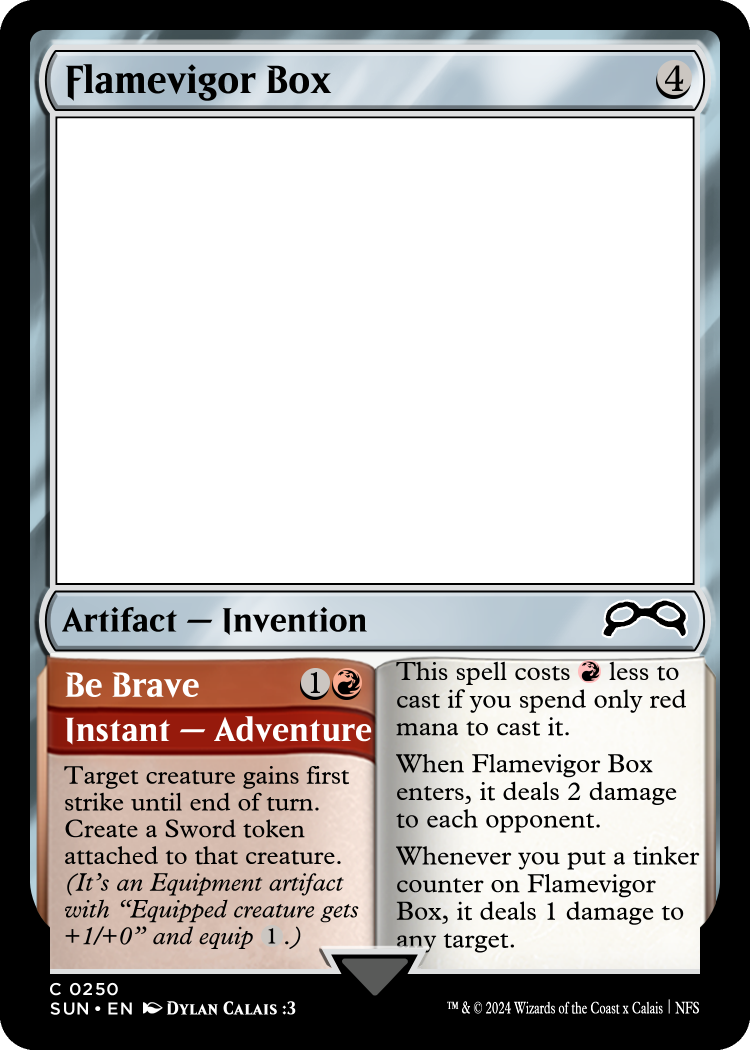 Flamevigor Box 4
Artifact — Invention
Be Brave 1
Instant — Adventure
Target creature gains first
strike until end of turn.
Create a Sword token
attached to that creature.
(It's an Equipment artifact
with “Equipped creature gets
+1/+0” and equip 1.)
This spell costs less to
cast if you spend only red
mana to cast it.
When Flamevigor Box
enters, it deals 2 damage
to each opponent.
Whenever you put a tinker
counter on Flamevigor
Box, it deals 1 damage to
any target.
C 0250
SUN • EN Dylan Calais :3
™ & © 2024 Wizards of the Coast x Calais | NFS